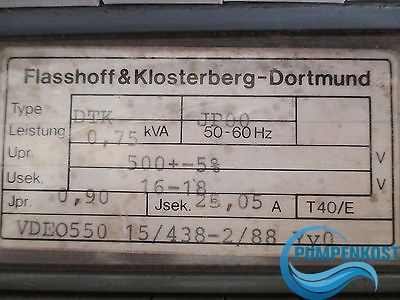 Flasshoff & Klosterberg-Dortmund
Type DTK JP00
Leistung 0,75 kVA 50-60 Hz
Upr. 500+-5% V
Usek. 16-18 V
Jpr. 0,90 Jsek. 25,05 A T40/E
VDE0550 15/438-2/88 Yy0
PUMPENKOST